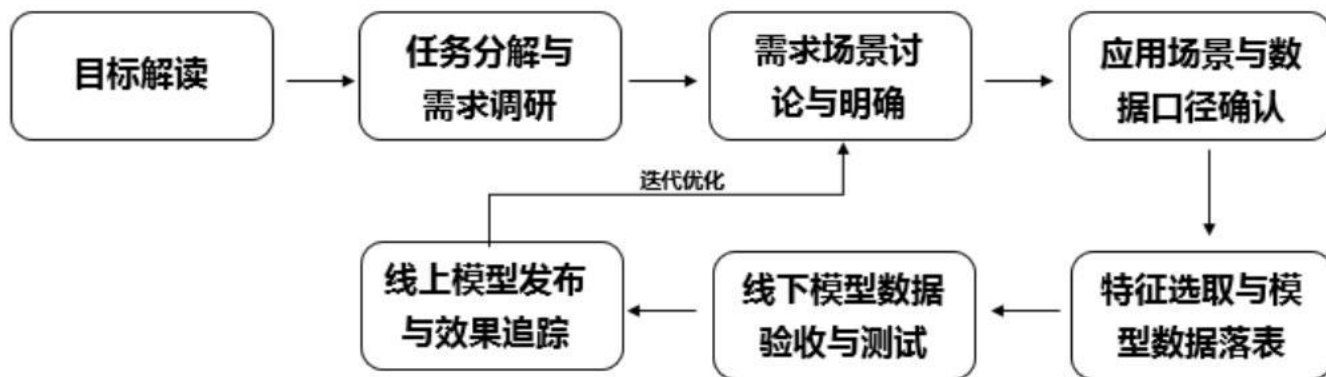 目标解读
任务分解与
需求调研
需求场景讨
论与明确
应用场景与数
据口径确认
迭代优化
线上模型发布
与效果追踪
线下模型数据
验收与测试
特征选取与模
型数据落表